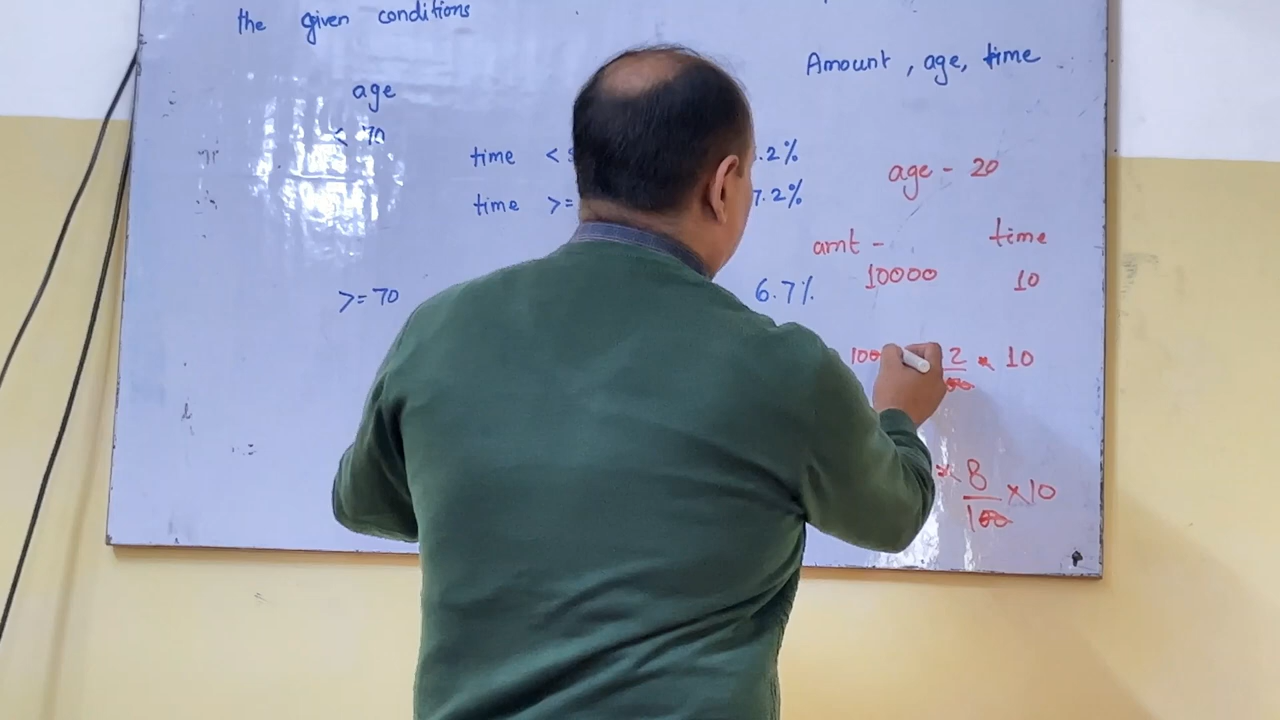 the given conditions
Amount, age, time
age
< 70
time < .2%
time >= 7.2%
>= 70 6.7%
age - 20
amt - time
10000 10
100 2 × 10
× 8 × 10
100